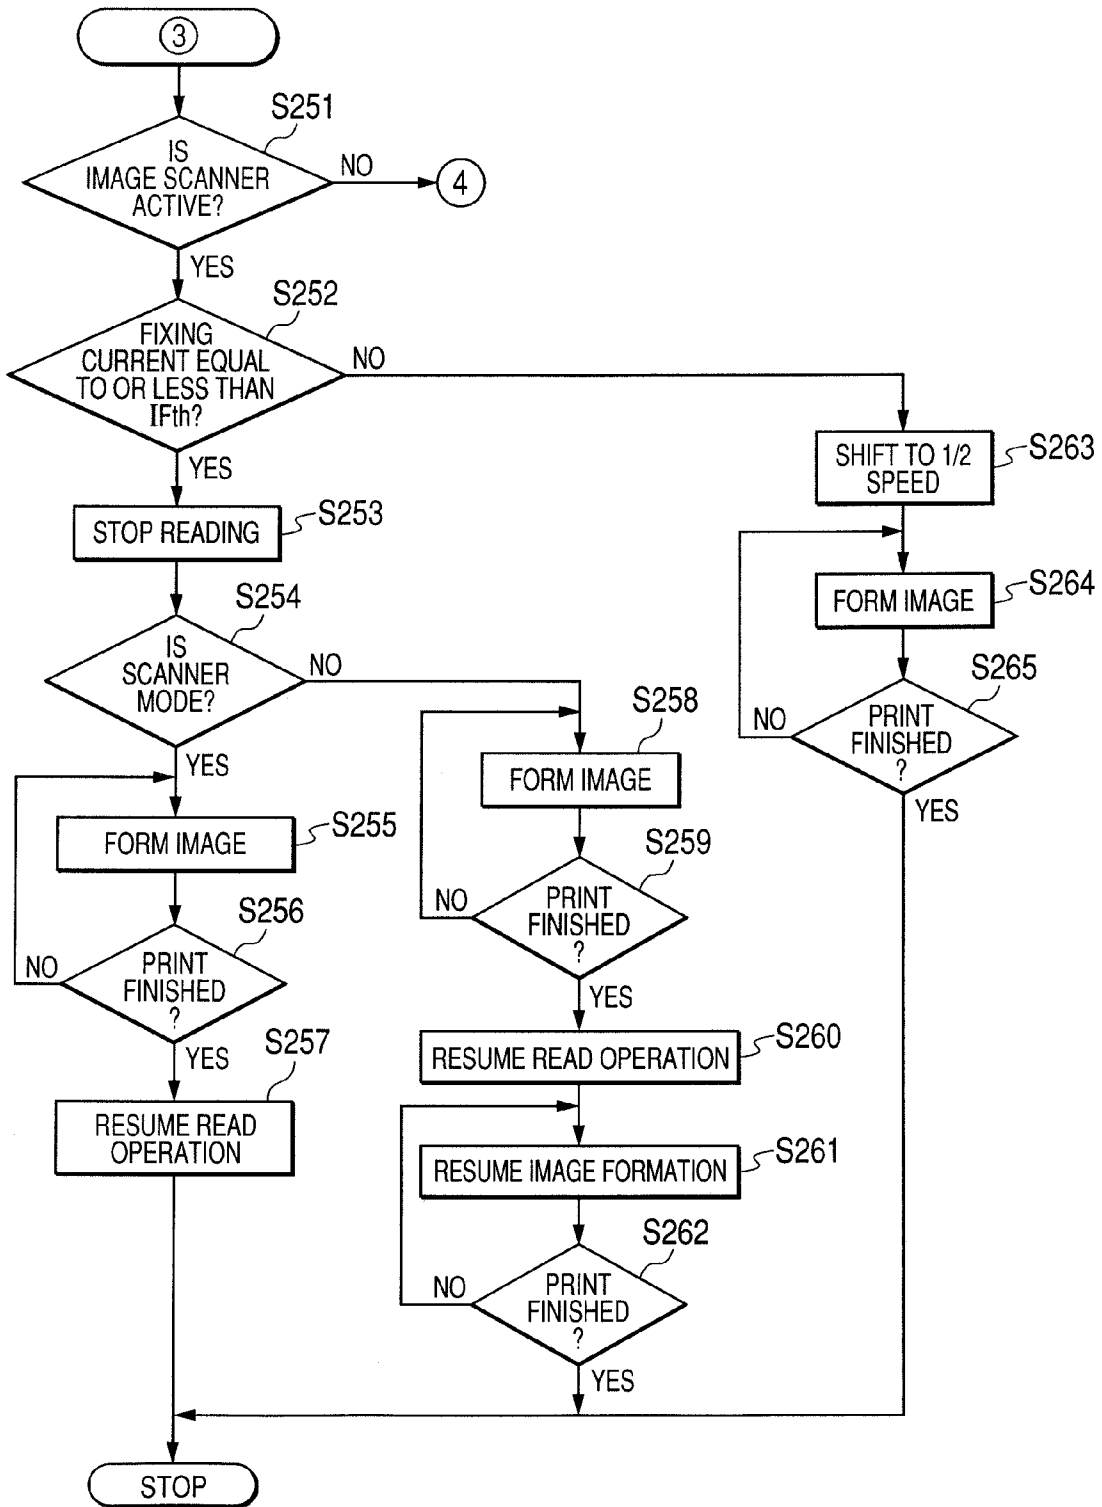 3
S251
IS
IMAGE SCANNER
ACTIVE?
NO
4
YES
S252
FIXING
CURRENT EQUAL
TO OR LESS THAN
IFth?
NO
YES
S263
SHIFT TO 1/2
SPEED
S253
STOP READING
S264
FORM IMAGE
S254
IS
SCANNER
MODE?
NO
YES
S265
PRINT
FINISHED
?
NO
YES
S258
FORM IMAGE
S255
FORM IMAGE
S259
PRINT
FINISHED
?
NO
YES
S256
PRINT
FINISHED
?
NO
YES
S257
RESUME READ
OPERATION
S260
RESUME READ OPERATION
S261
RESUME IMAGE FORMATION
S262
PRINT
FINISHED
?
NO
YES
STOP